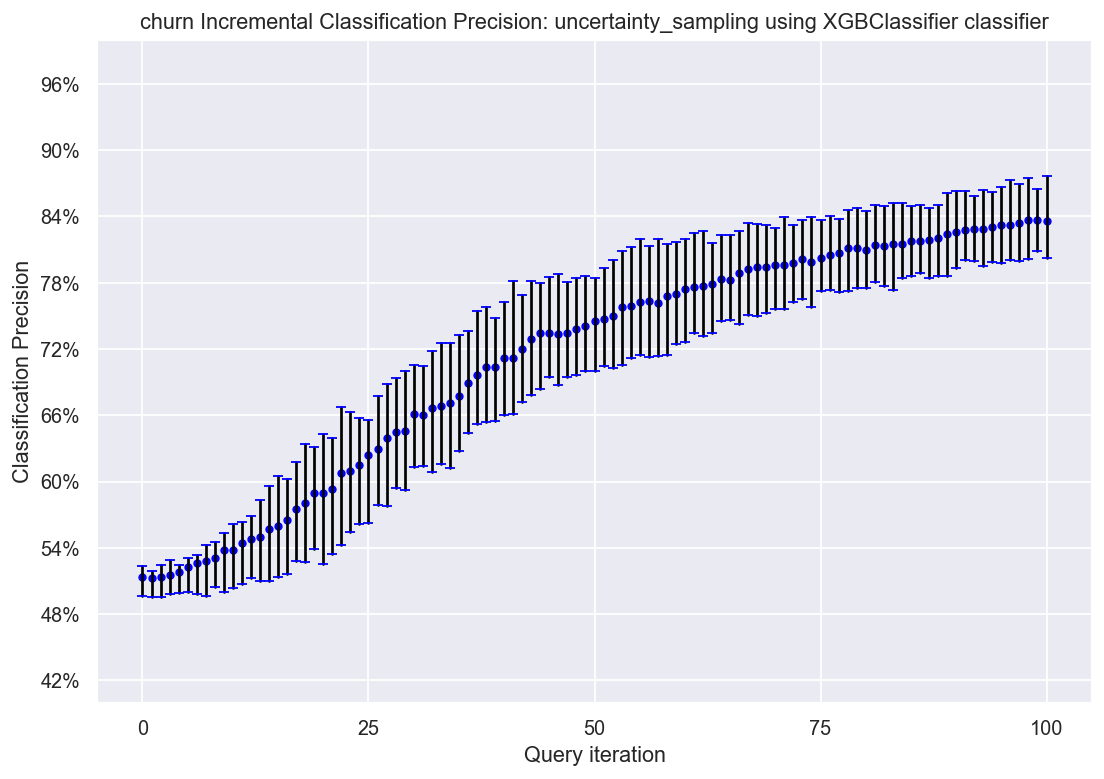 churn Incremental Classification Precision: uncertainty_sampling using XGBClassifier classifier
96%
90%
84%
78%
72%
66%
60%
54%
48%
42%
Classification Precision
0 25 50 75 100
Query iteration